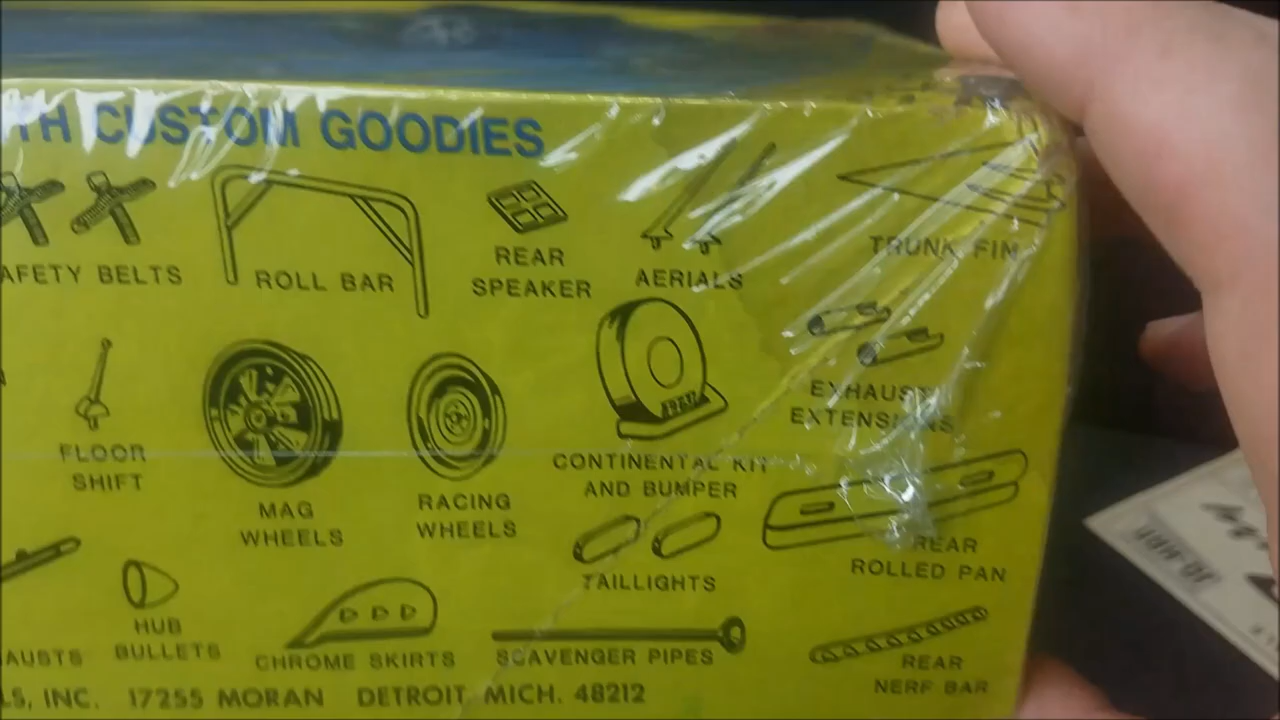 TH CUSTOM GOODIES
AFETY BELTS
ROLL BAR
REAR
SPEAKER
AERIALS
TRUNK FIN
FLOOR
SHIFT
MAG
WHEELS
RACING
WHEELS
CONTINENTAL KIT
AND BUMPER
EXHAUST
EXTENSIONS
TAILLIGHTS
REAR
ROLLED PAN
AUSTS
HUB
BULLETS
CHROME SKIRTS
SCAVENGER PIPES
REAR
NERF BAR
LS, INC. 17255 MORAN DETROIT, MICH. 48212